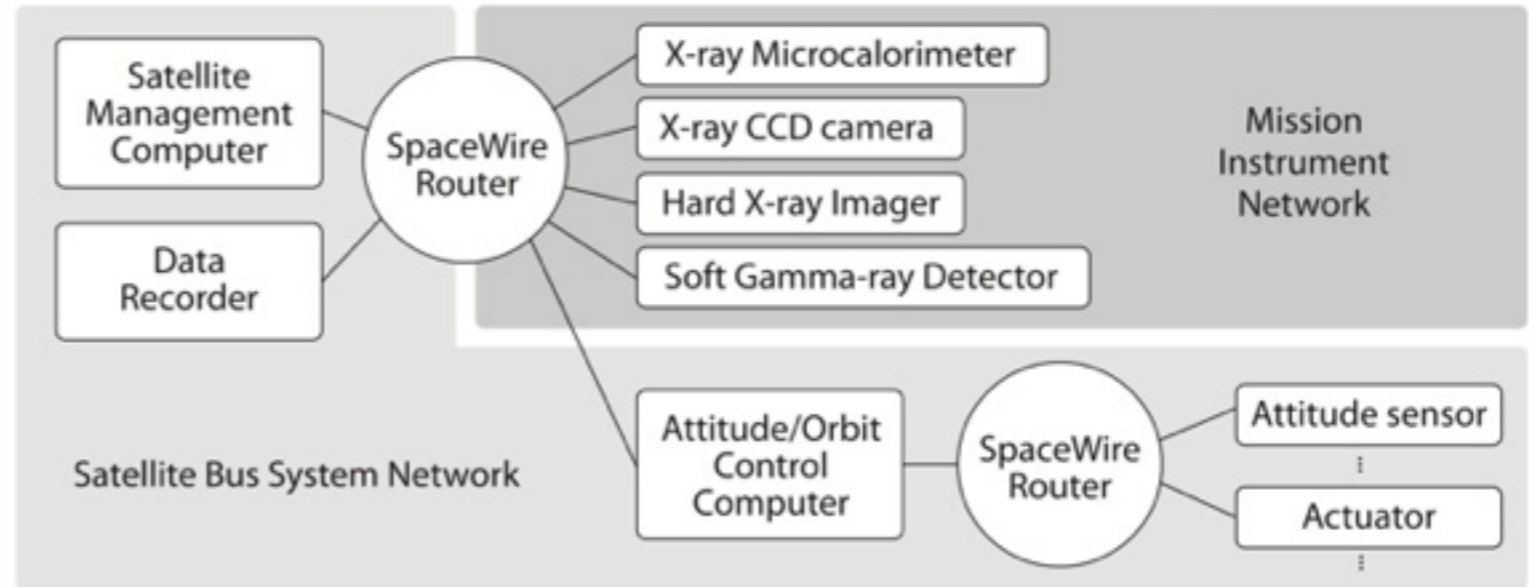 Satellite
Management
Computer
Data
Recorder
SpaceWire
Router
X-ray Microcalorimeter
X-ray CCD camera
Hard X-ray Imager
Soft Gamma-ray Detector
Mission
Instrument
Network
Satellite Bus System Network
Attitude/Orbit
Control
Computer
SpaceWire
Router
Attitude sensor
Actuator